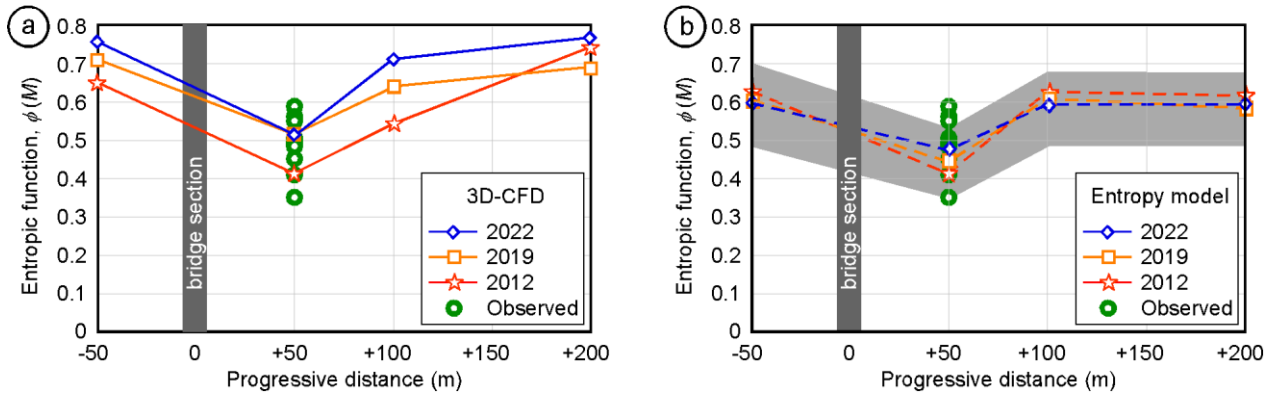 a
Entropic function, ϕ (M)
0.8
0.7
0.6
0.5
0.4
0.3
0.2
0.1
0
bridge section
3D-CFD
2022
2019
2012
Observed
-50 0 +50 +100 +150 +200
Progressive distance (m)
b
Entropic function, ϕ (M)
0.8
0.7
0.6
0.5
0.4
0.3
0.2
0.1
0
bridge section
Entropy model
2022
2019
2012
Observed
-50 0 +50 +100 +150 +200
Progressive distance (m)